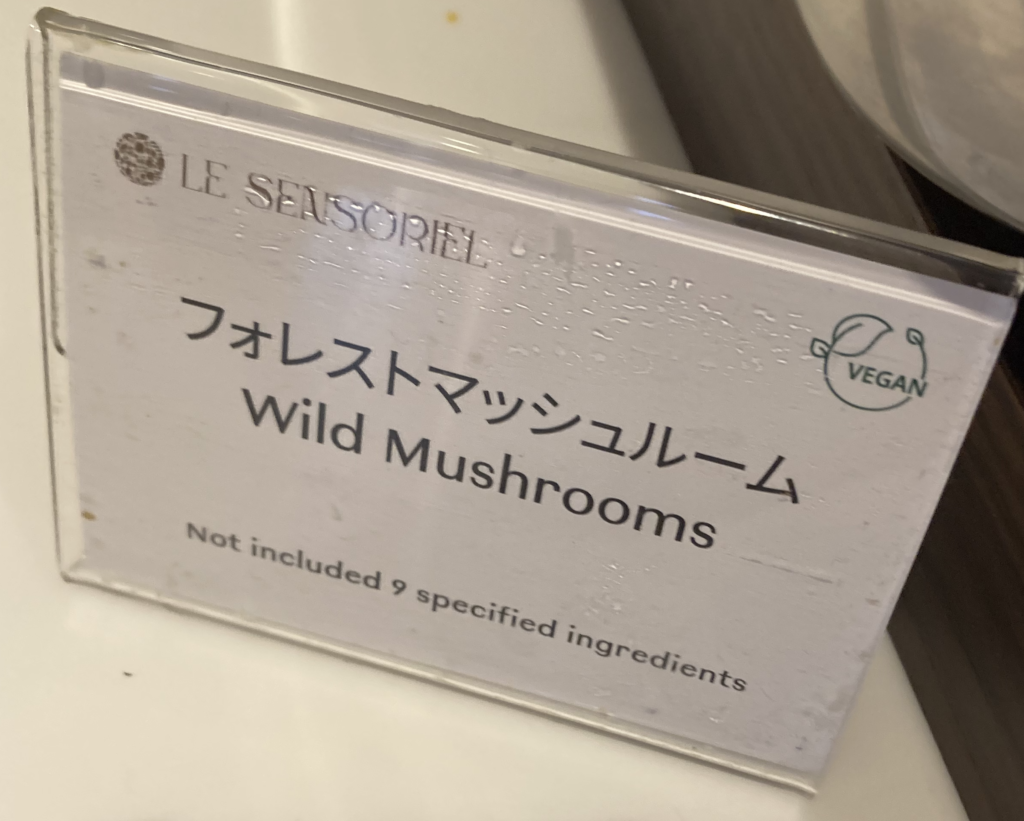 LE SENSORIEL
VEGAN
フォレストマッシュルーム
Wild Mushrooms
Not included 9 specified ingredients